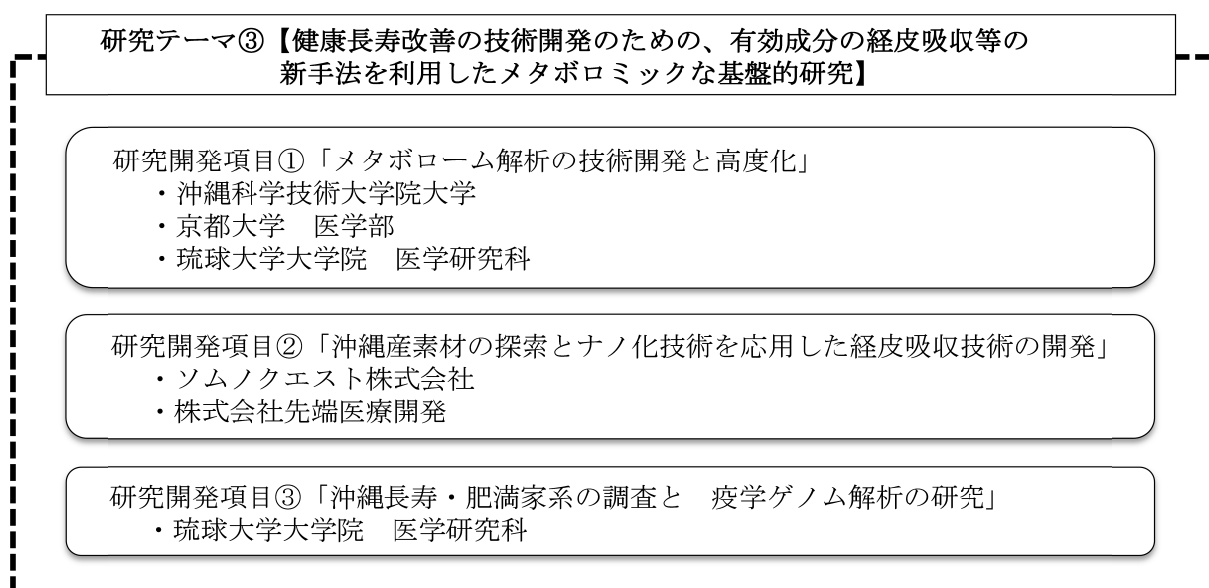 研究テーマ③【健康長寿改善の技術開発のための、有効成分の経皮吸収等の
新手法を利用したメタボロミックな基盤的研究】
研究開発項目①「メタボローム解析の技術開発と高度化」
・沖縄科学技術大学院大学
・京都大学　医学部
・琉球大学大学院　医学研究科
研究開発項目②「沖縄産素材の探索とナノ化技術を応用した経皮吸収技術の開発」
・ソムノクエスト株式会社
・株式会社先端医療開発
研究開発項目③「沖縄長寿・肥満家系の調査と　疫学ゲノム解析の研究」
・琉球大学大学院　医学研究科